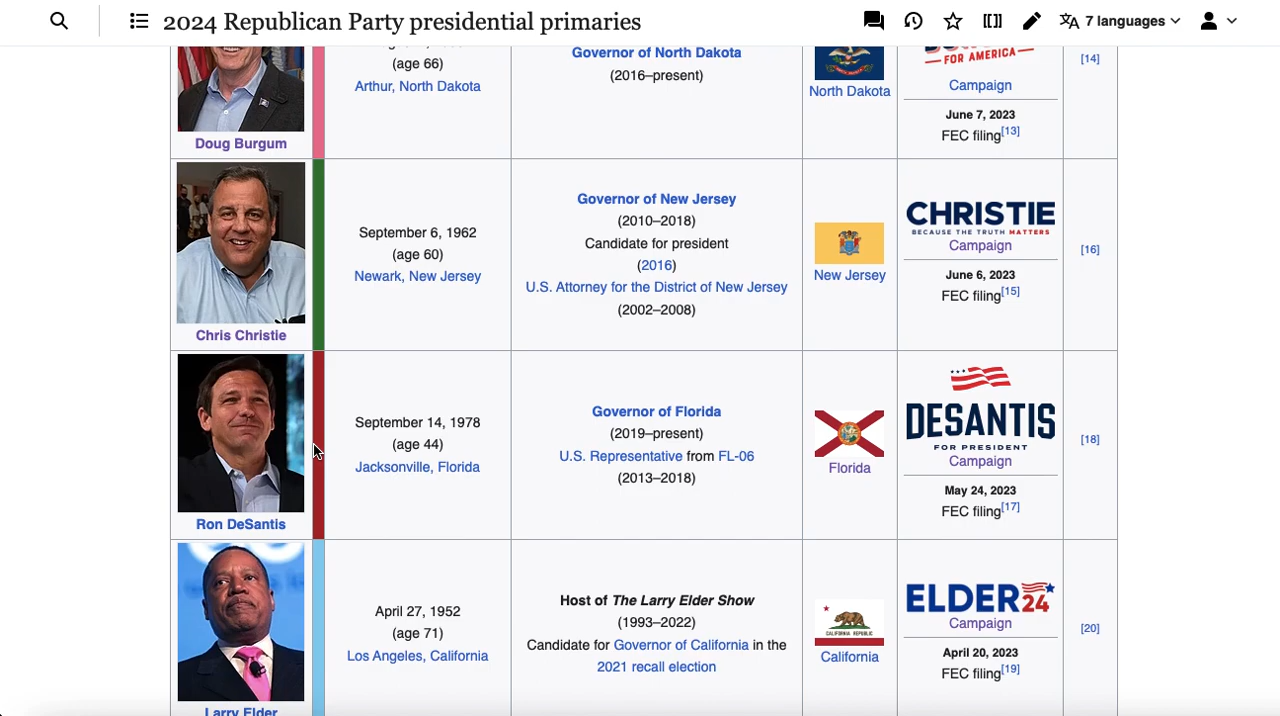 2024 Republican Party presidential primaries
7 languages
(age 66)
Arthur, North Dakota
Doug Burgum
Governor of North Dakota
(2016–present)
North Dakota
FOR AMERICA
Campaign
June 7, 2023
FEC filing[13]
[14]
Chris Christie
September 6, 1962
(age 60)
Newark, New Jersey
Governor of New Jersey
(2010–2018)
Candidate for president
(2016)
U.S. Attorney for the District of New Jersey
(2002–2008)
New Jersey
CHRISTIE
BECAUSE THE TRUTH MATTERS
Campaign
June 6, 2023
FEC filing[15]
[16]
Ron DeSantis
September 14, 1978
(age 44)
Jacksonville, Florida
Governor of Florida
(2019–present)
U.S. Representative from FL-06
(2013–2018)
Florida
DESANTIS
FOR PRESIDENT
Campaign
May 24, 2023
FEC filing[17]
[18]
Larry Elder
April 27, 1952
(age 71)
Los Angeles, California
Host of The Larry Elder Show
(1993–2022)
Candidate for Governor of California in the
2021 recall election
CALIFORNIA REPUBLIC
California
ELDER24
Campaign
April 20, 2023
FEC filing[19]
[20]